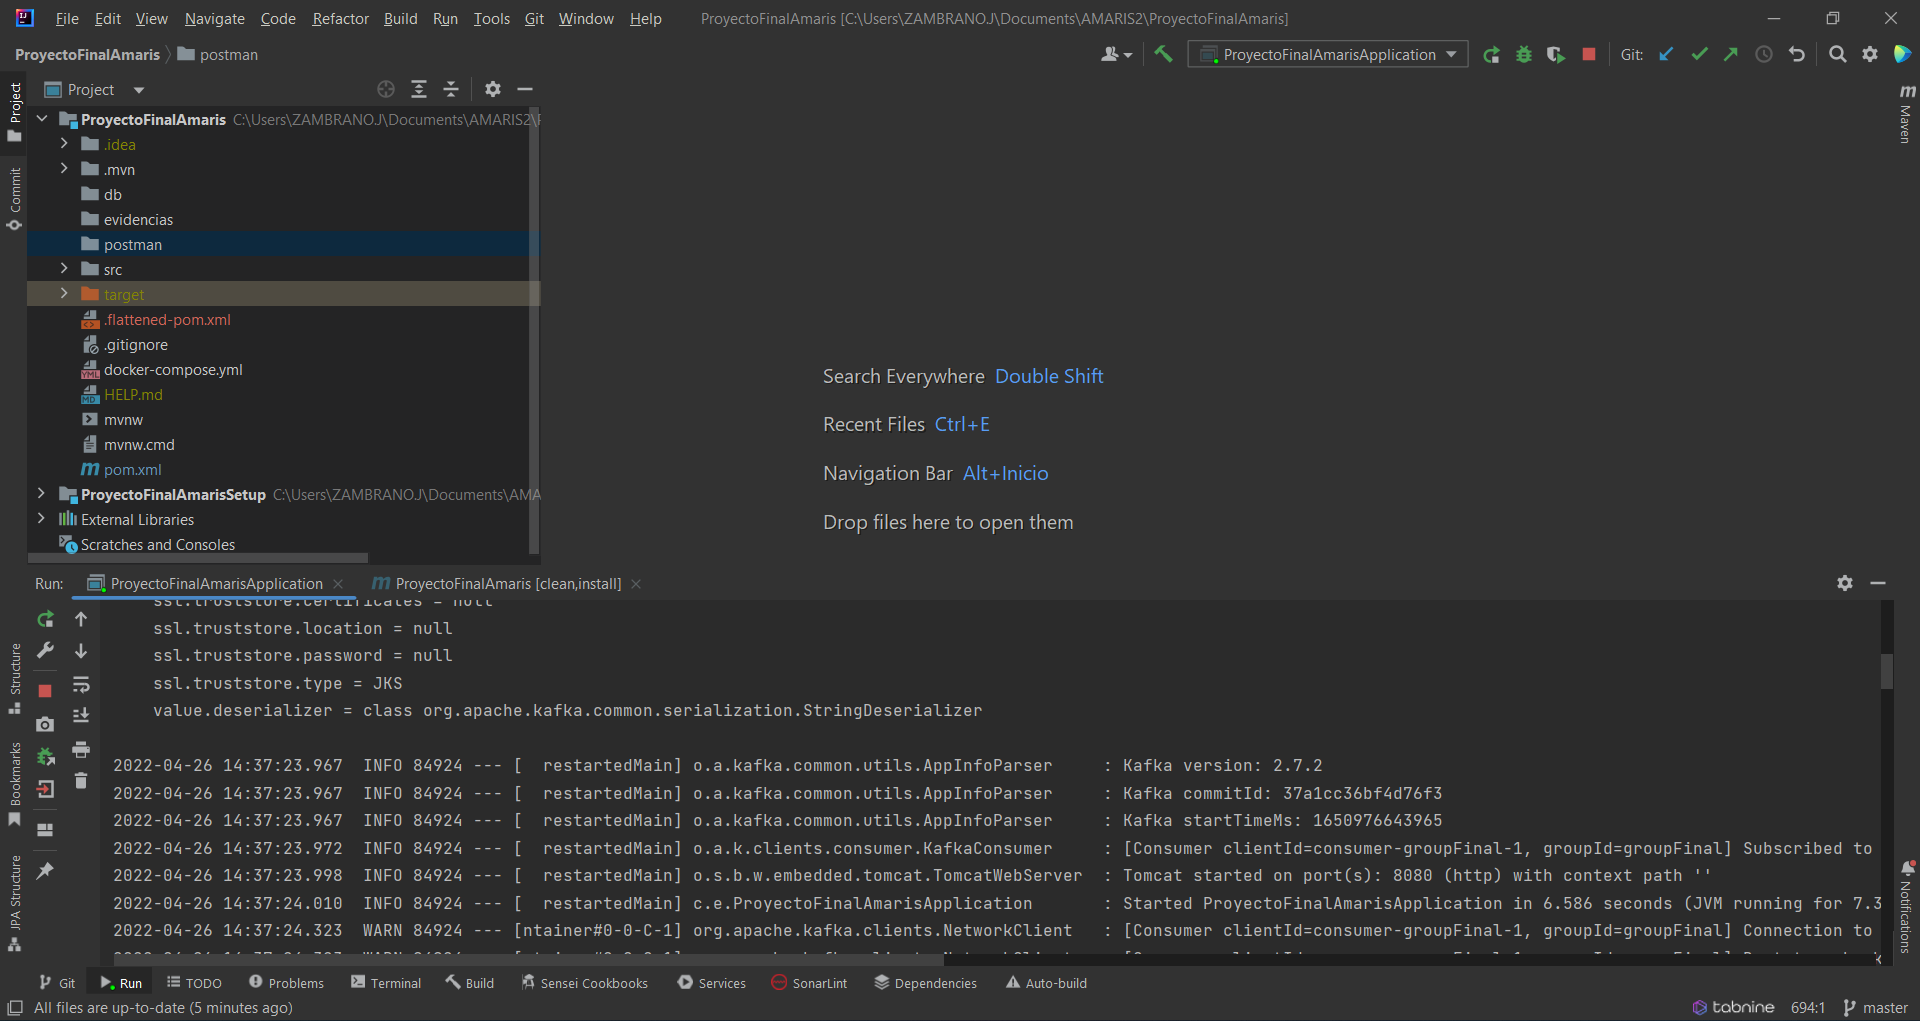 File Edit View Navigate Code Refactor Build Run Tools Git Window Help ProyectoFinalAmaris [C:\Users\ZAMBRANOJ\Documents\AMARIS2\ProyectoFinalAmaris]
ProyectoFinalAmaris postman ProyectoFinalAmarisApplication Git:
Project
Project
Commit
ProyectoFinalAmaris C:\Users\ZAMBRANOJ\Documents\AMARIS2\
.idea
.mvn
db
evidencias
postman
src
target
.flattened-pom.xml
.gitignore
docker-compose.yml
HELP.md
mvnw
mvnw.cmd
pom.xml
ProyectoFinalAmarisSetup C:\Users\ZAMBRANOJ\Documents\AMA
External Libraries
Scratches and Consoles
Search Everywhere Double Shift
Recent Files Ctrl+E
Navigation Bar Alt+Inicio
Drop files here to open them
Maven
Run: ProyectoFinalAmarisApplication ProyectoFinalAmaris [clean,install]
ssl.truststore.certificates = null
ssl.truststore.location = null
ssl.truststore.password = null
ssl.truststore.type = JKS
value.deserializer = class org.apache.kafka.common.serialization.StringDeserializer
2022-04-26 14:37:23.967  INFO 84924 --- [  restartedMain] o.a.kafka.common.utils.AppInfoParser     : Kafka version: 2.7.2
2022-04-26 14:37:23.967  INFO 84924 --- [  restartedMain] o.a.kafka.common.utils.AppInfoParser     : Kafka commitId: 37a1cc36bf4d76f3
2022-04-26 14:37:23.967  INFO 84924 --- [  restartedMain] o.a.kafka.common.utils.AppInfoParser     : Kafka startTimeMs: 1650976643965
2022-04-26 14:37:23.972  INFO 84924 --- [  restartedMain] o.a.k.clients.consumer.KafkaConsumer     : [Consumer clientId=consumer-groupFinal-1, groupId=groupFinal] Subscribed to
2022-04-26 14:37:23.998  INFO 84924 --- [  restartedMain] o.s.b.w.embedded.tomcat.TomcatWebServer  : Tomcat started on port(s): 8080 (http) with context path ''
2022-04-26 14:37:24.010  INFO 84924 --- [  restartedMain] c.e.ProyectoFinalAmarisApplication       : Started ProyectoFinalAmarisApplication in 6.586 seconds (JVM running for 7.3
2022-04-26 14:37:24.323  WARN 84924 --- [ntainer#0-0-C-1] org.apache.kafka.clients.NetworkClient   : [Consumer clientId=consumer-groupFinal-1, groupId=groupFinal] Connection to
Structure
Bookmarks
JPA Structure
Notifications
Git Run TODO Problems Terminal Build Sensei Cookbooks Services SonarLint Dependencies Auto-build
All files are up-to-date (5 minutes ago) tabnine 694:1 master